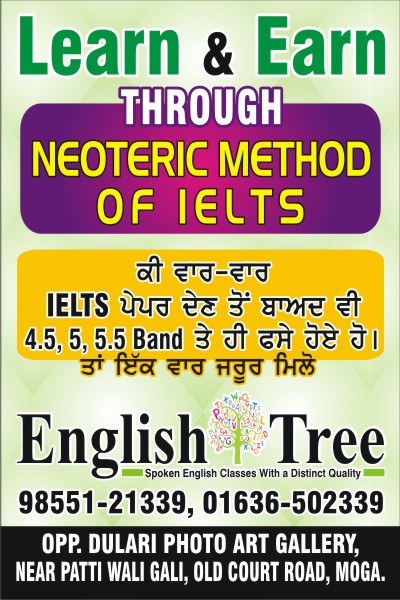 Learn & Earn
THROUGH
NEOTERIC METHOD
OF IELTS
ਕੀ ਵਾਰ-ਵਾਰ
IELTS ਪੇਪਰ ਦੇਣ ਤੋਂ ਬਾਅਦ ਵੀ
4.5, 5, 5.5 Band ਤੇ ਹੀ ਫਸੇ ਹੋਏ ਹੋ।
ਤਾਂ ਇੱਕ ਵਾਰ ਜਰੂਰ ਮਿਲੋ
English Tree
Spoken English Classes With a Distinct Quality
98551-21339, 01636-502339
OPP. DULARI PHOTO ART GALLERY,
NEAR PATTI WALI GALI, OLD COURT ROAD, MOGA.